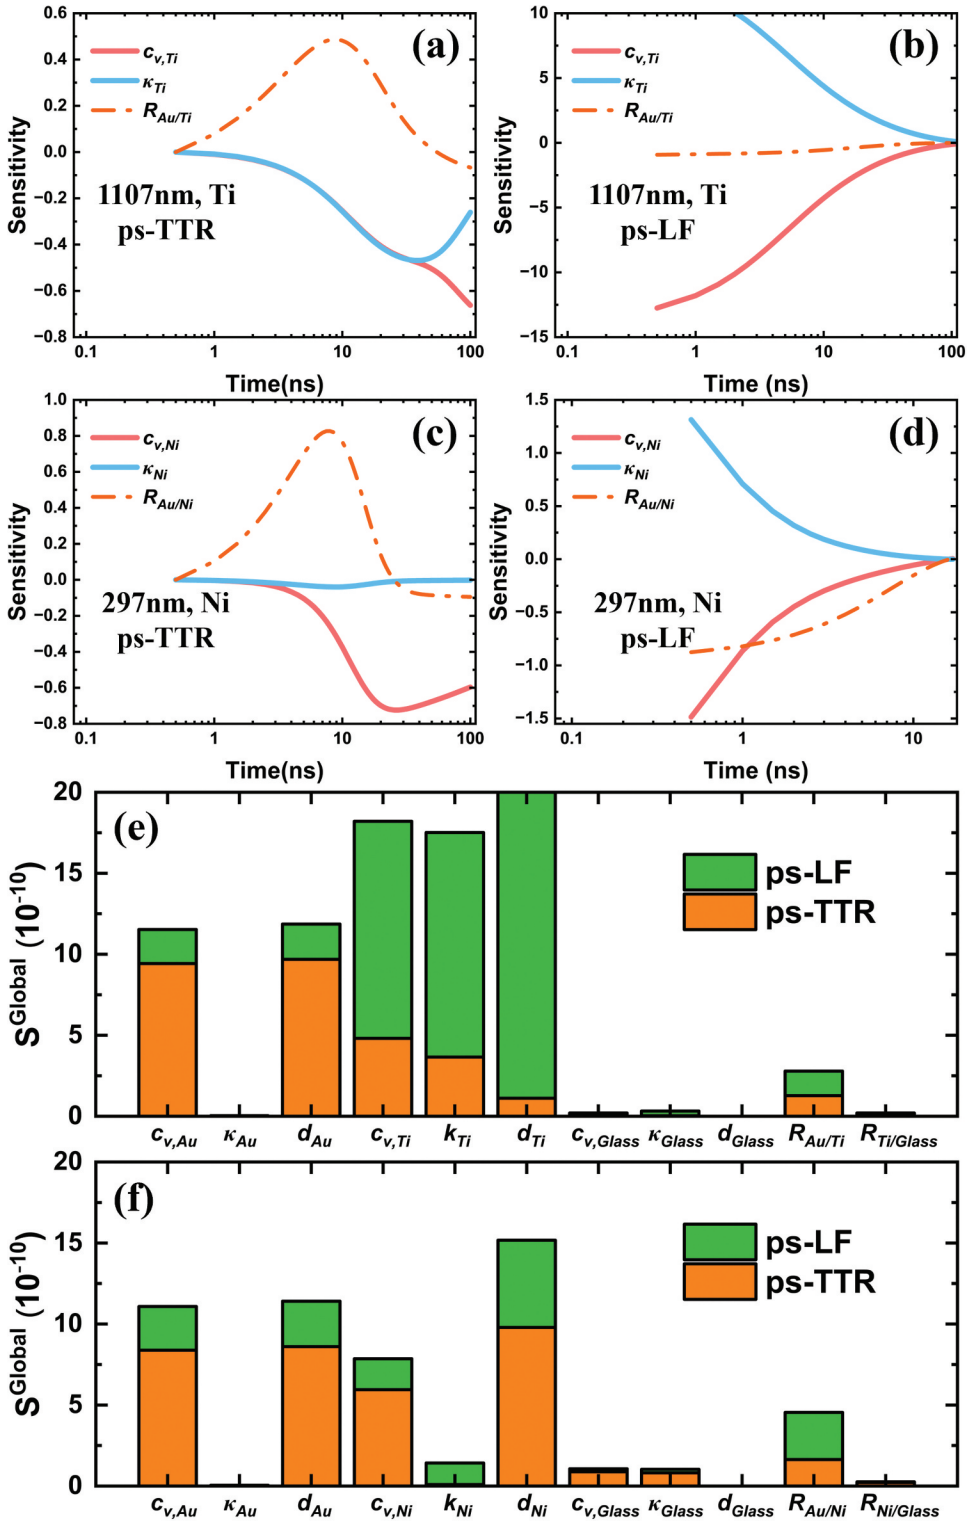 (a)
c_v,Ti
κ_Ti
R_Au/Ti
1107nm, Ti
ps-TTR
Sensitivity
0.6
0.4
0.2
0.0
−0.2
−0.4
−0.6
−0.8
0.1 1 10 100
Time(ns)
(b)
c_v,Ti
κ_Ti
R_Au/Ti
1107nm, Ti
ps-LF
Sensitivity
10
5
0
−5
−10
−15
0.1 1 10 100
Time (ns)
(c)
c_v,Ni
κ_Ni
R_Au/Ni
297nm, Ni
ps-TTR
Sensitivity
1.0
0.8
0.6
0.4
0.2
0.0
−0.2
−0.4
−0.6
−0.8
0.1 1 10 100
Time(ns)
(d)
c_v,Ni
κ_Ni
R_Au/Ni
297nm, Ni
ps-LF
Sensitivity
1.5
1.0
0.5
0.0
−0.5
−1.0
−1.5
0.1 1 10
Time (ns)
(e)
ps-LF
ps-TTR
S^Global (10^-10)
20
15
10
5
0
c_v,Au κ_Au d_Au c_v,Ti k_Ti d_Ti c_v,Glass κ_Glass d_Glass R_Au/Ti R_Ti/Glass
(f)
ps-LF
ps-TTR
S^Global (10^-10)
20
15
10
5
0
c_v,Au κ_Au d_Au c_v,Ni k_Ni d_Ni c_v,Glass κ_Glass d_Glass R_Au/Ni R_Ni/Glass